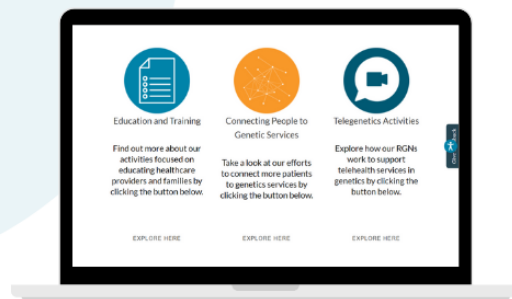 Education and Training
Find out more about our
activities focused on
educating healthcare
providers and families by
clicking the button below.
EXPLORE HERE
Connecting People to
Genetic Services
Take a look at our efforts
to connect more patients
to genetics services by
clicking the button below.
EXPLORE HERE
Telegenetics Activities
Explore how our RGNs
work to support
telehealth services in
genetics by clicking the
button below.
EXPLORE HERE